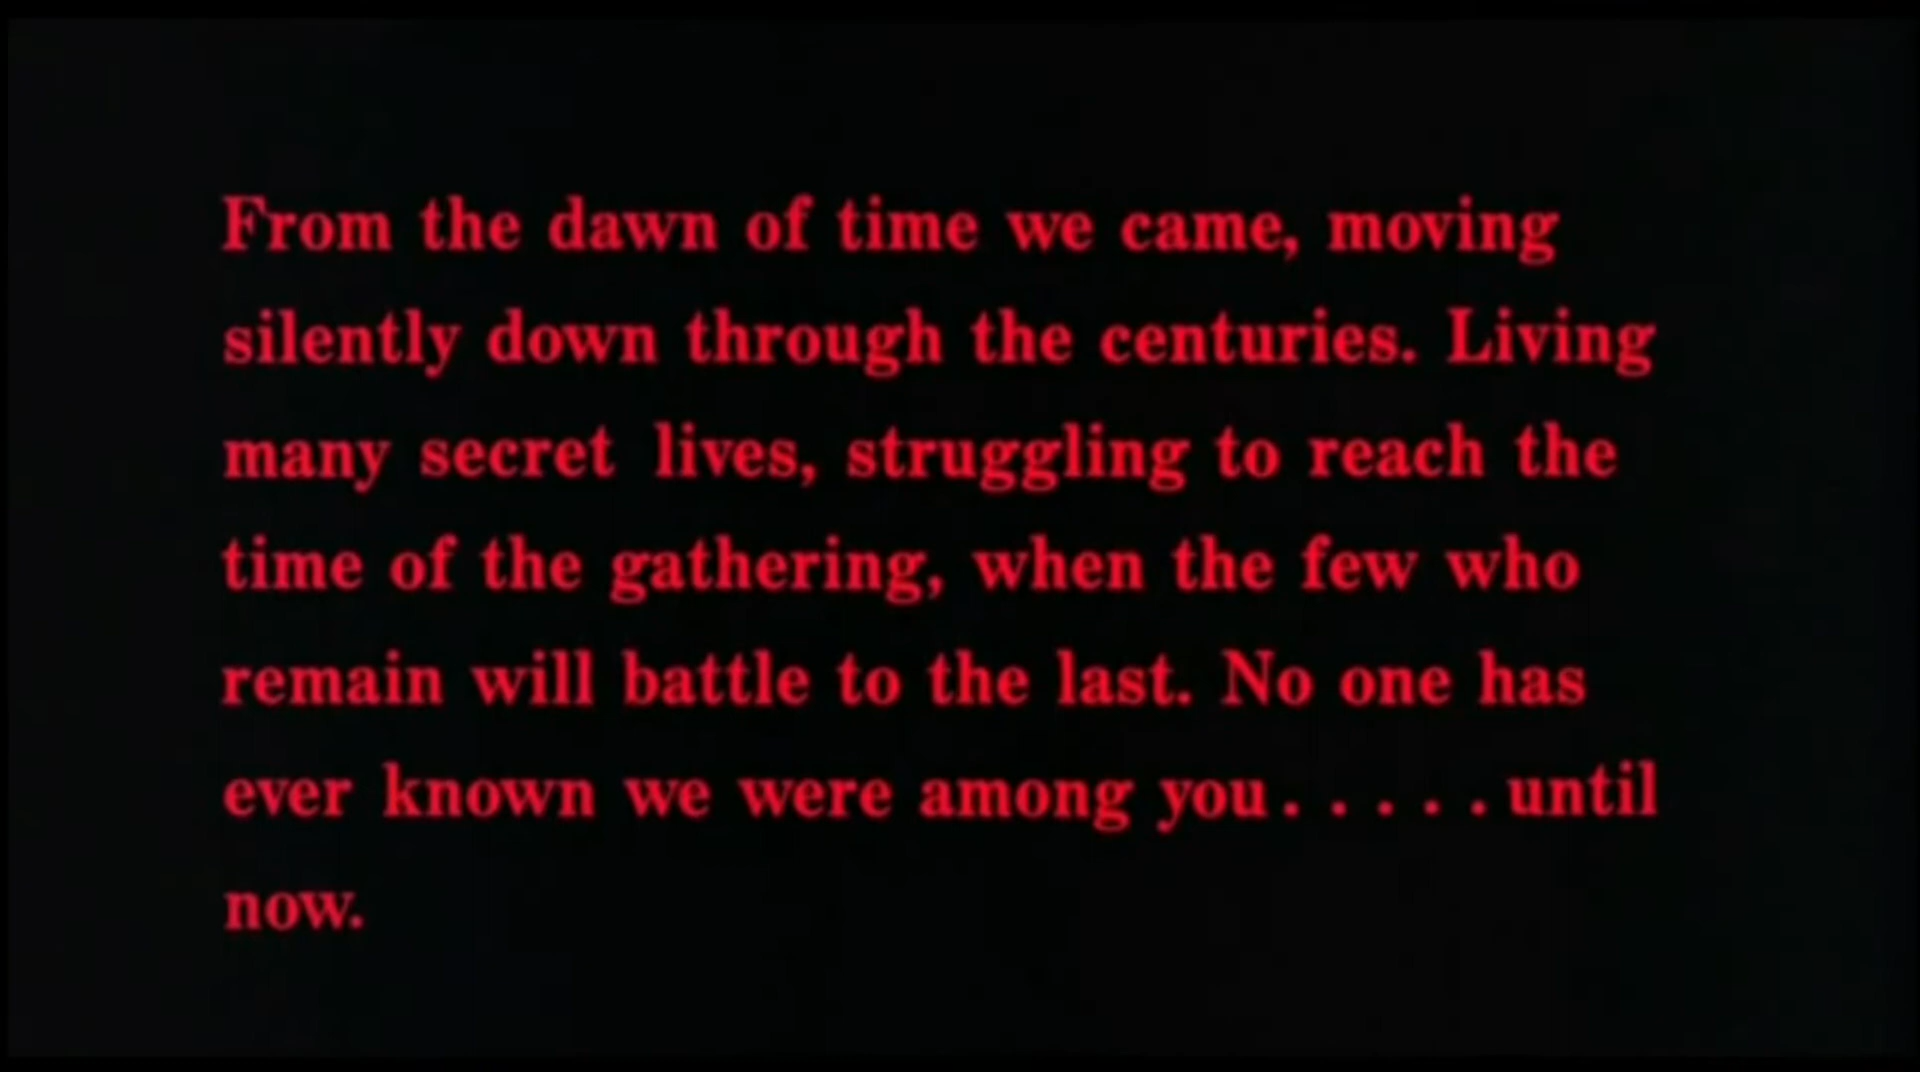 From the dawn of time we came, moving
silently down through the centuries. Living
many secret lives, struggling to reach the
time of the gathering, when the few who
remain will battle to the last. No one has
ever known we were among you. . . . . until
now.